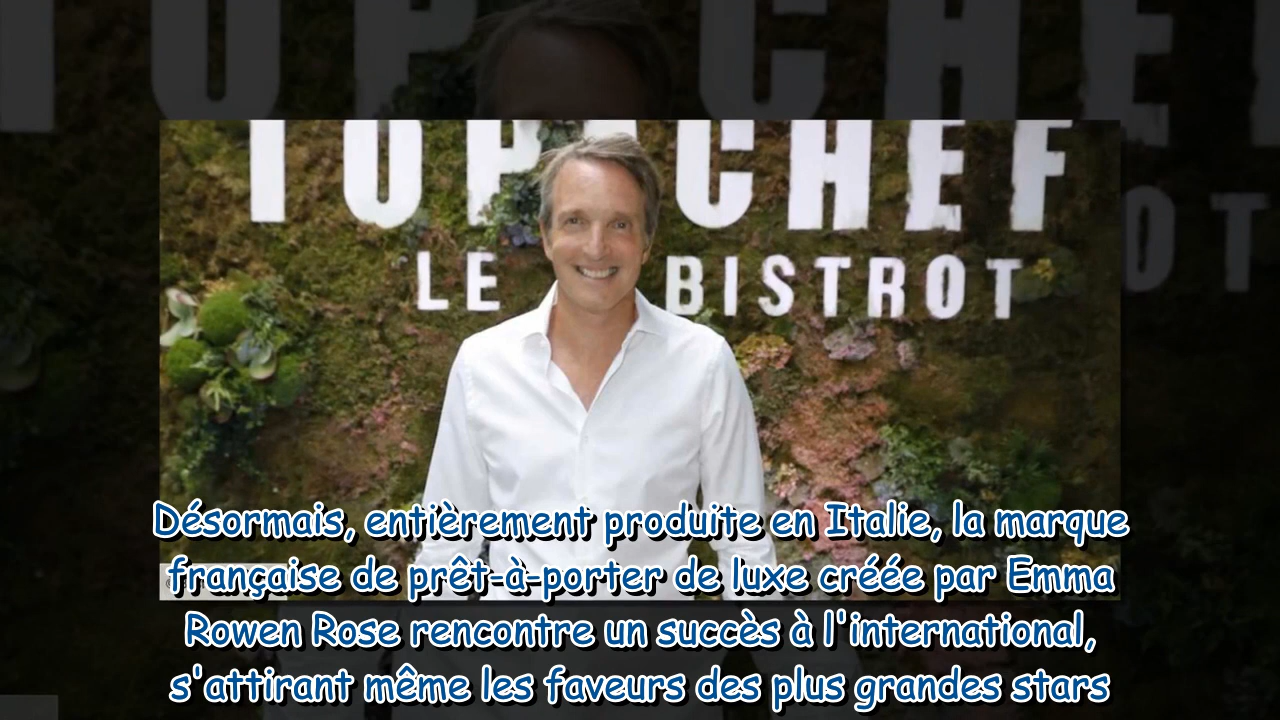 TOP CHEF
LE BISTROT
OT
Désormais, entièrement produite en Italie, la marque
française de prêt-à-porter de luxe créée par Emma
Rowen Rose rencontre un succès à l'international,
s'attirant même les faveurs des plus grandes stars